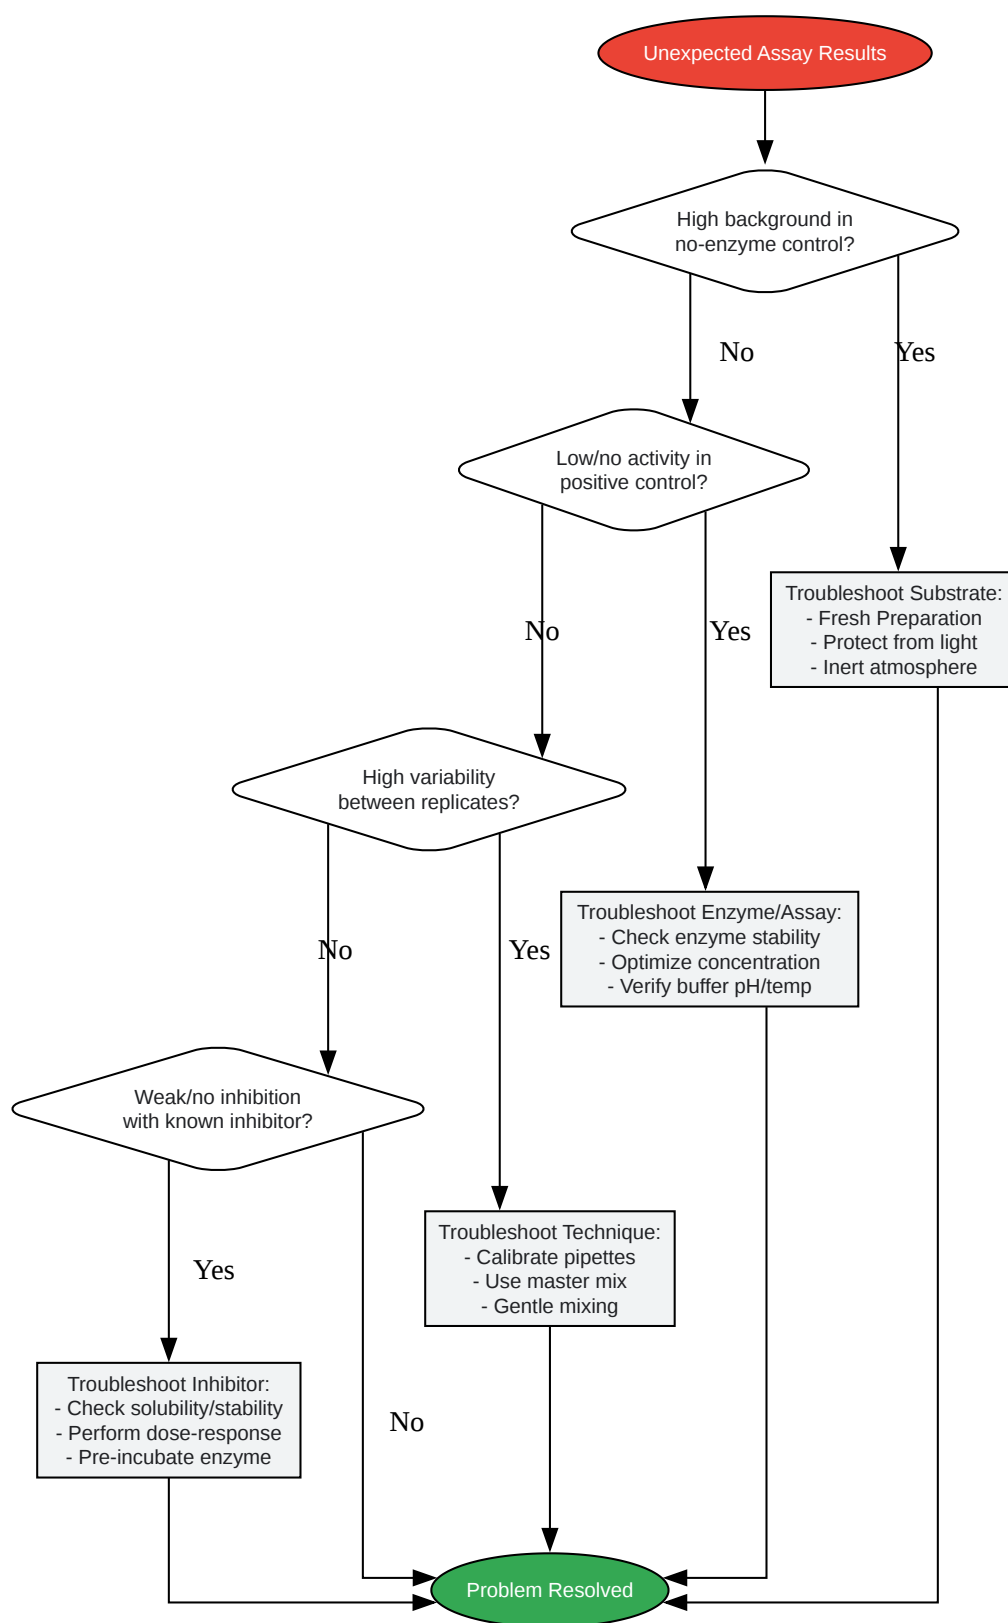 Unexpected Assay Results
High background in
no-enzyme control?
No
Yes
Low/no activity in
positive control?
Troubleshoot Substrate:
- Fresh Preparation
- Protect from light
- Inert atmosphere
No
Yes
High variability
between replicates?
Troubleshoot Enzyme/Assay:
- Check enzyme stability
- Optimize concentration
- Verify buffer pH/temp
No
Yes
Weak/no inhibition
with known inhibitor?
Troubleshoot Technique:
- Calibrate pipettes
- Use master mix
- Gentle mixing
Yes
Troubleshoot Inhibitor:
- Check solubility/stability
- Perform dose-response
- Pre-incubate enzyme
No
Problem Resolved